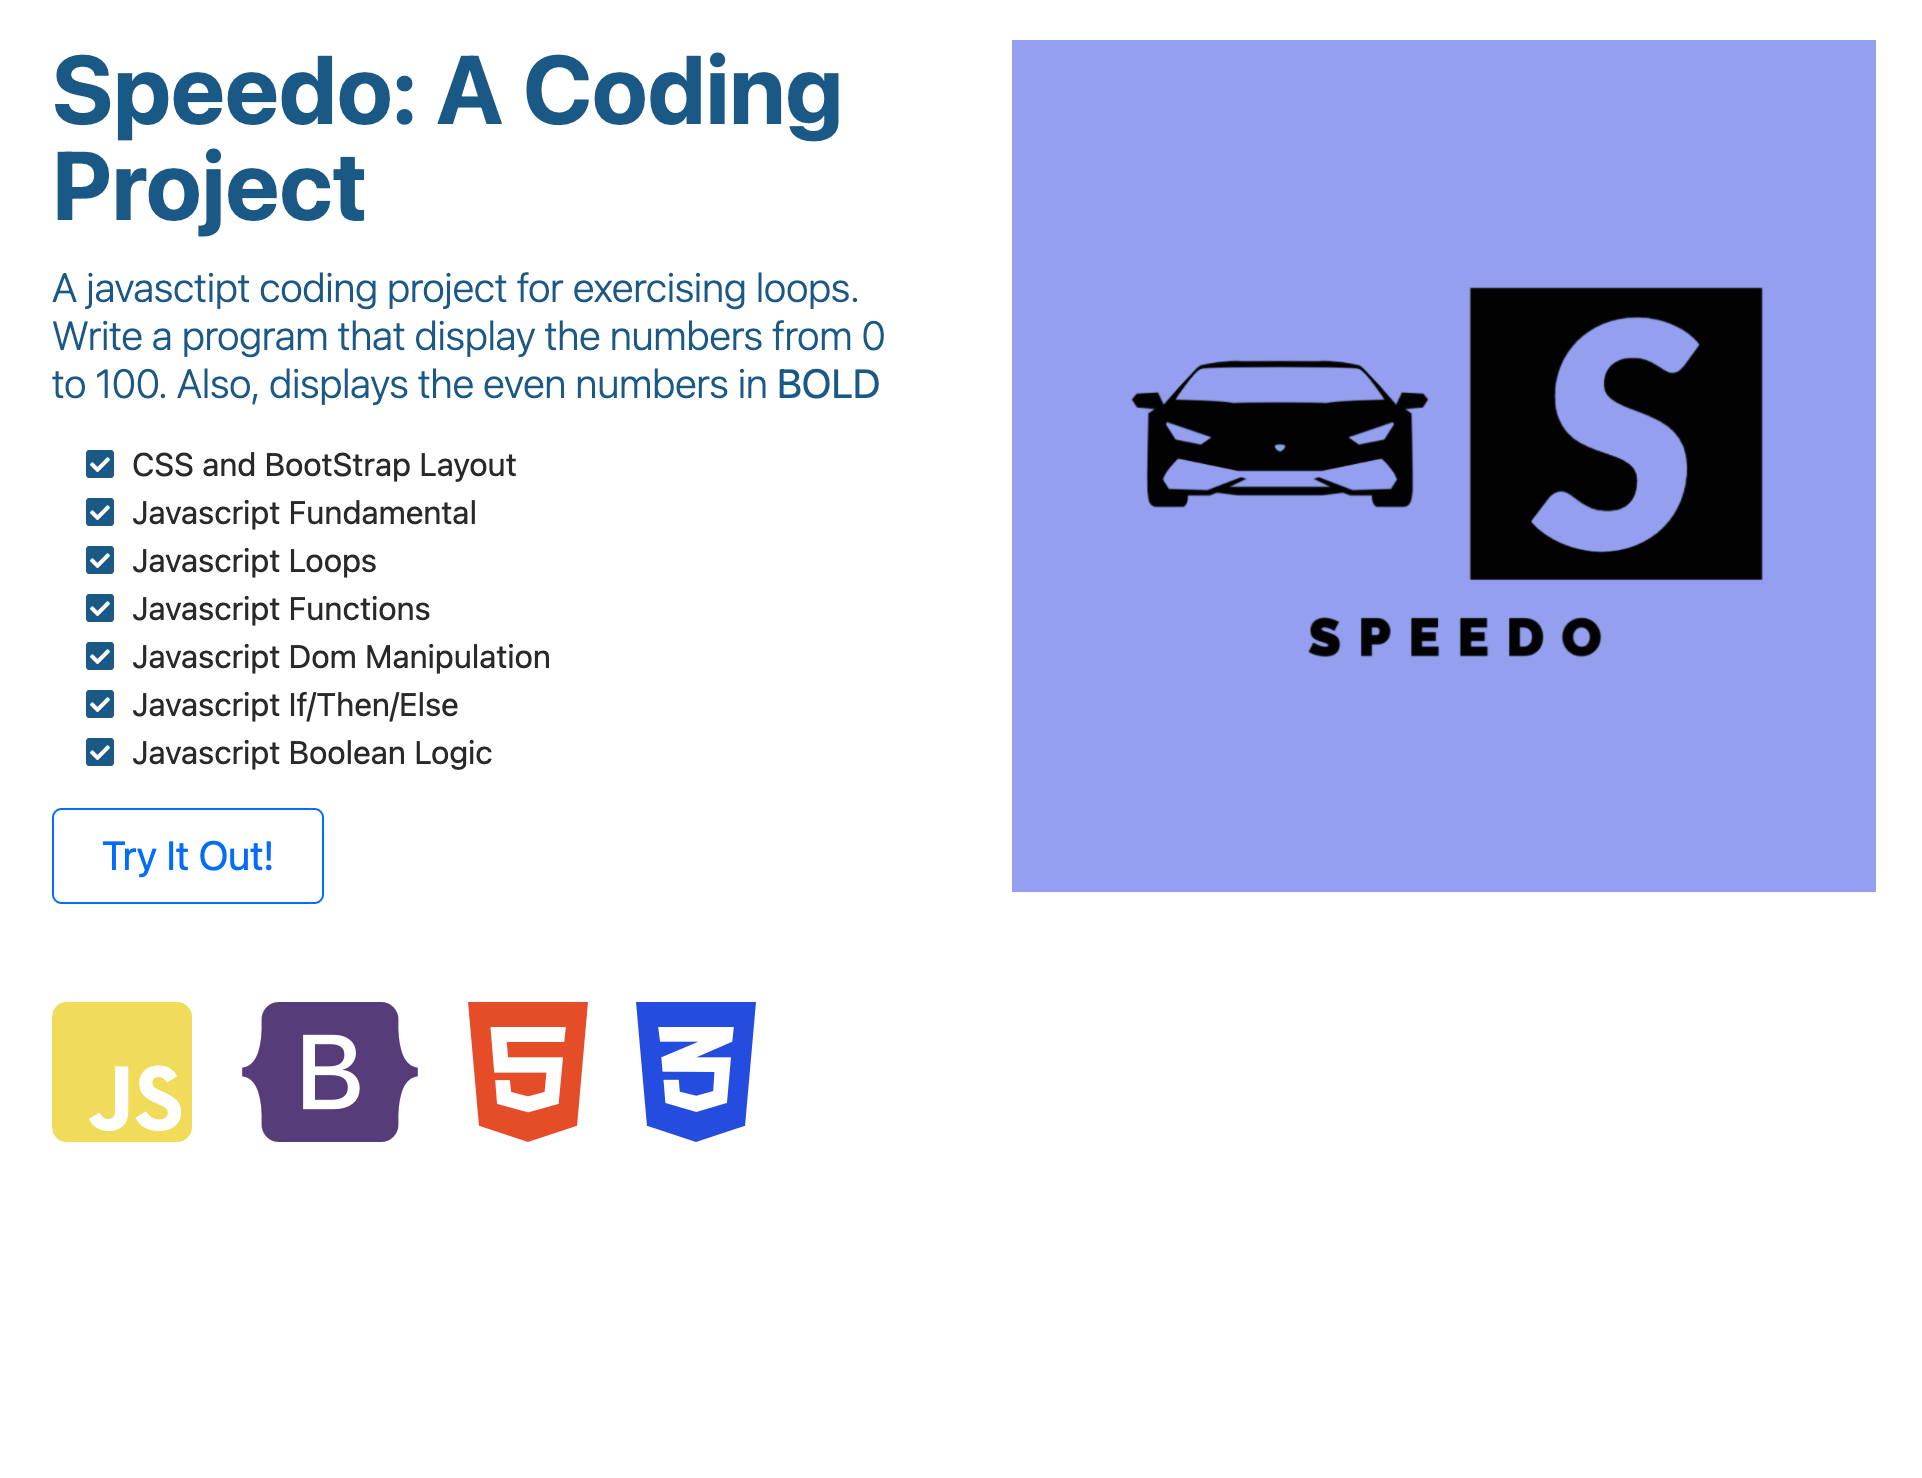 Speedo: A Coding
Project
A javasctipt coding project for exercising loops.
Write a program that display the numbers from 0
to 100. Also, displays the even numbers in BOLD
CSS and BootStrap Layout
Javascript Fundamental
Javascript Loops
Javascript Functions
Javascript Dom Manipulation
Javascript If/Then/Else
Javascript Boolean Logic
Try It Out!
S
SPEEDO
JS
B
5
3